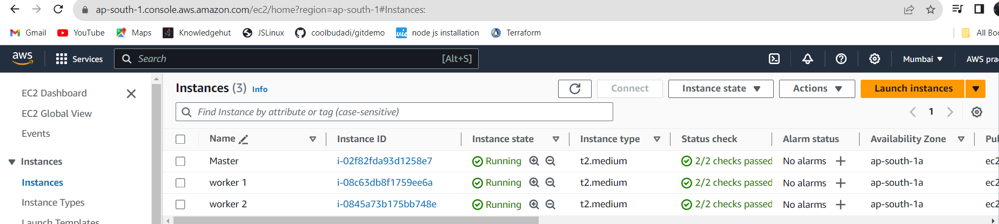 ap-south-1.console.aws.amazon.com/ec2/home?region=ap-south-1#Instances:
Gmail YouTube Maps Knowledgehut JSLinux coolbudadi/gitdemo node js installation Terraform All Boo
aws Services Search [Alt+S] Mumbai AWS pra
EC2 Dashboard
EC2 Global View
Events
Instances
Instances
Instance Types
Launch Templates
Instances (3) Info Connect Instance state Actions Launch instances
Find Instance by attribute or tag (case-sensitive) 1
Name Instance ID Instance state Instance type Status check Alarm status Availability Zone Pul
Master i-02f82fda93d1258e7 Running t2.medium 2/2 checks passed No alarms ap-south-1a ec2
worker 1 i-08c63db8f1759ee6a Running t2.medium 2/2 checks passed No alarms ap-south-1a ec2
worker 2 i-0845a73b175bb748e Running t2.medium 2/2 checks passed No alarms ap-south-1a ec2